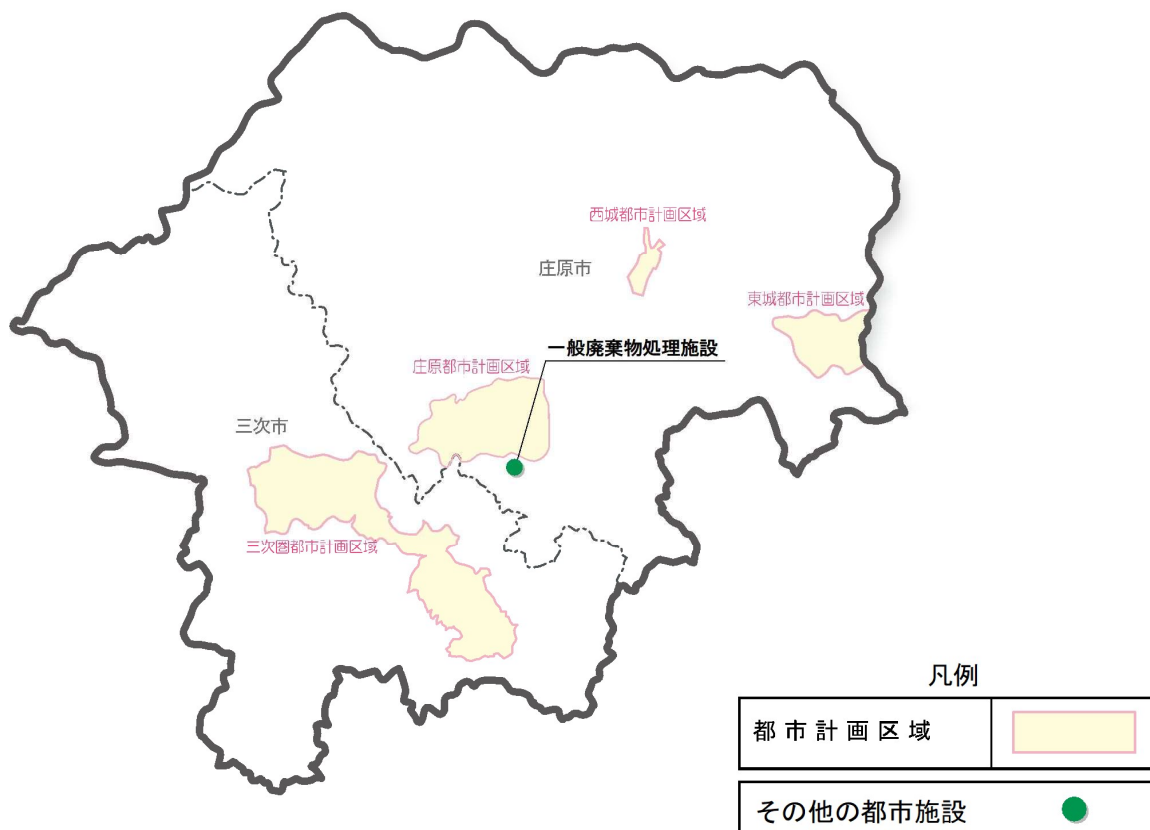 西城都市計画区域
庄原市
東城都市計画区域
一般廃棄物処理施設
庄原都市計画区域
三次市
三次圏都市計画区域
凡例
都市計画区域
その他の都市施設